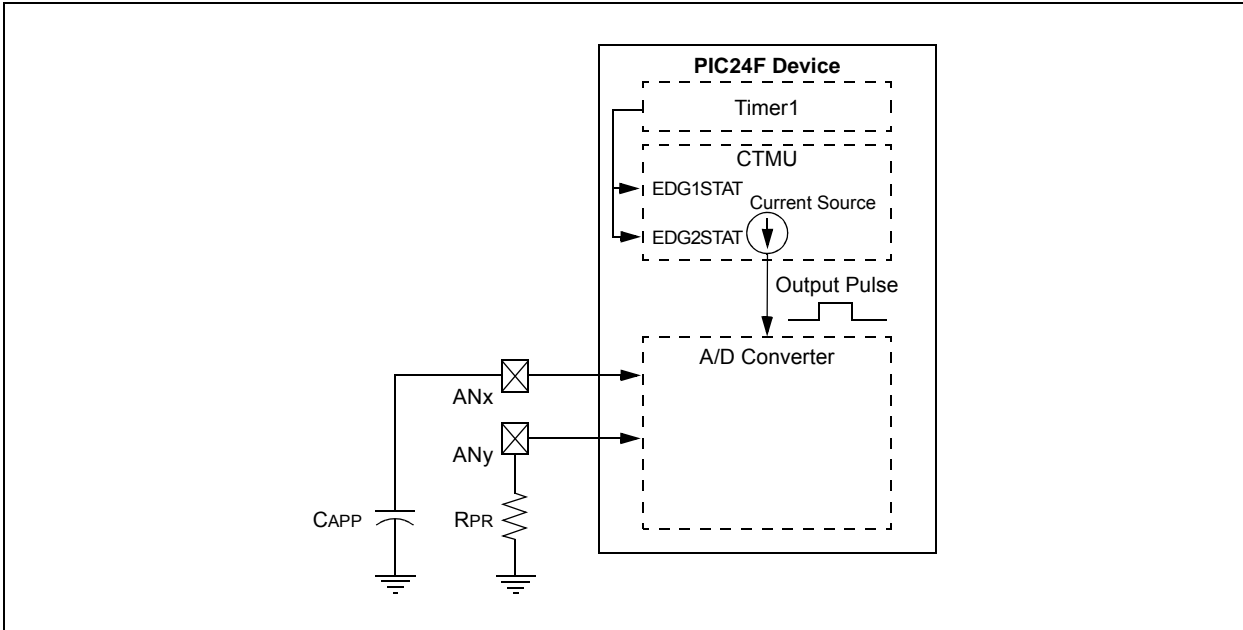 PIC24F Device
Timer1
CTMU
EDG1STAT
Current Source
EDG2STAT
Output Pulse
A/D Converter
ANx
ANy
CAPP
RPR